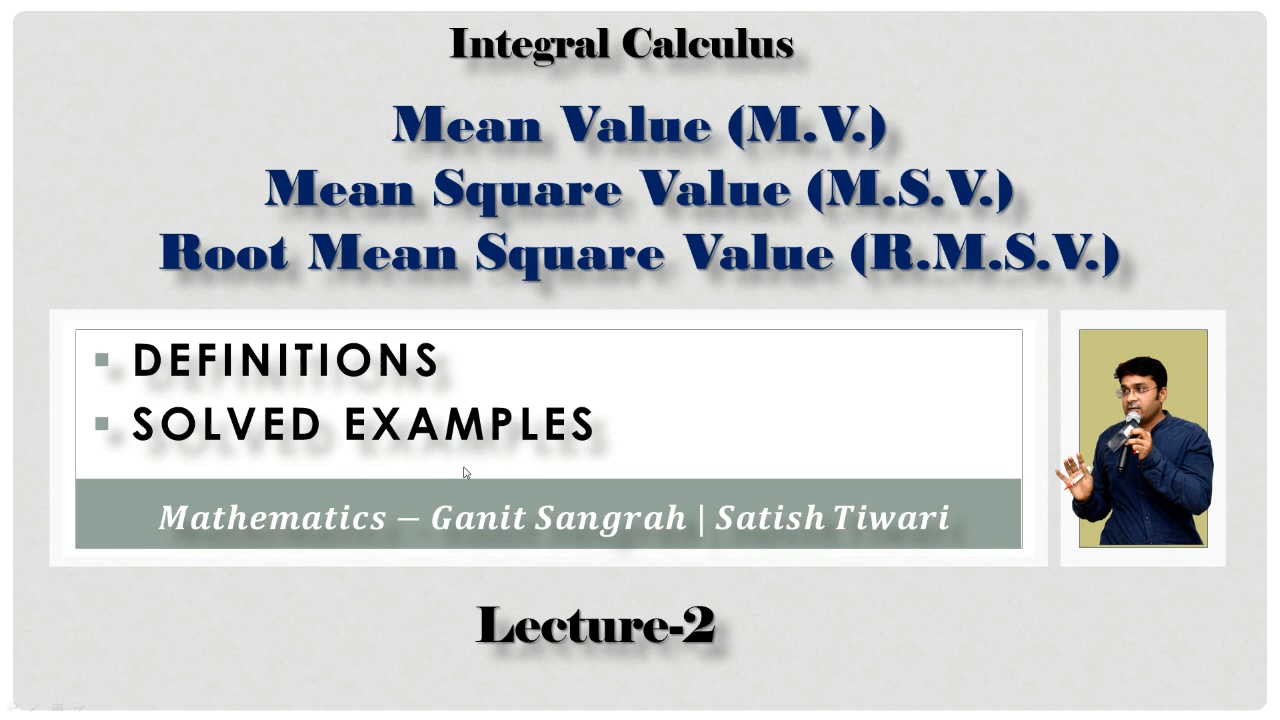 Integral Calculus
Mean Value (M.V.)
Mean Square Value (M.S.V.)
Root Mean Square Value (R.M.S.V.)
DEFINITIONS
SOLVED EXAMPLES
Mathematics – Ganit Sangrah | Satish Tiwari
Lecture-2